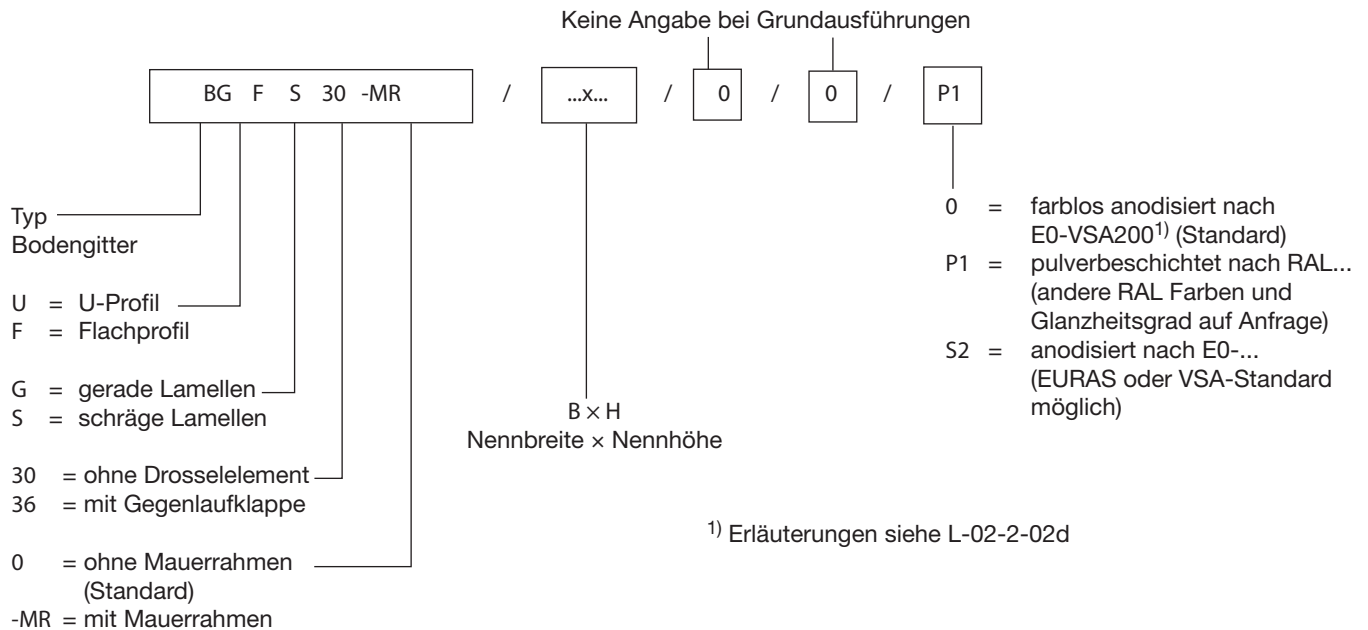 Keine Angabe bei Grundausführungen
BG F S 30 -MR / ...x... / 0 / 0 / P1
Typ
Bodengitter
U = U-Profil
F = Flachprofil
G = gerade Lamellen
S = schräge Lamellen
30 = ohne Drosselelement
36 = mit Gegenlaufklappe
0 = ohne Mauerrahmen
(Standard)
-MR = mit Mauerrahmen
B × H
Nennbreite × Nennhöhe
0 = farblos anodisiert nach
E0-VSA200¹⁾ (Standard)
P1 = pulverbeschichtet nach RAL...
(andere RAL Farben und
Glanzheitsgrad auf Anfrage)
S2 = anodisiert nach E0-...
(EURAS oder VSA-Standard
möglich)
¹⁾ Erläuterungen siehe L-02-2-02d